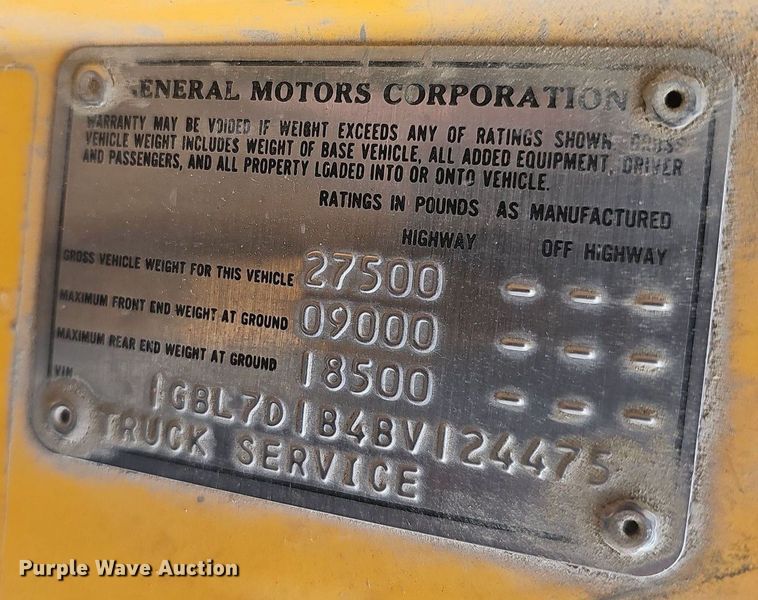 GENERAL MOTORS CORPORATION
WARRANTY MAY BE VOIDED IF WEIGHT EXCEEDS ANY OF RATINGS SHOWN. GROSS
VEHICLE WEIGHT INCLUDES WEIGHT OF BASE VEHICLE, ALL ADDED EQUIPMENT, DRIVER
AND PASSENGERS, AND ALL PROPERTY LOADED INTO OR ONTO VEHICLE.
RATINGS IN POUNDS AS MANUFACTURED
HIGHWAY OFF HIGHWAY
GROSS VEHICLE WEIGHT FOR THIS VEHICLE 27500 - - -
MAXIMUM FRONT END WEIGHT AT GROUND 09000 - - -
MAXIMUM REAR END WEIGHT AT GROUND 18500 - - -
VIN 1GBL7D1B4BV124475
TRUCK SERVICE
Purple Wave Auction